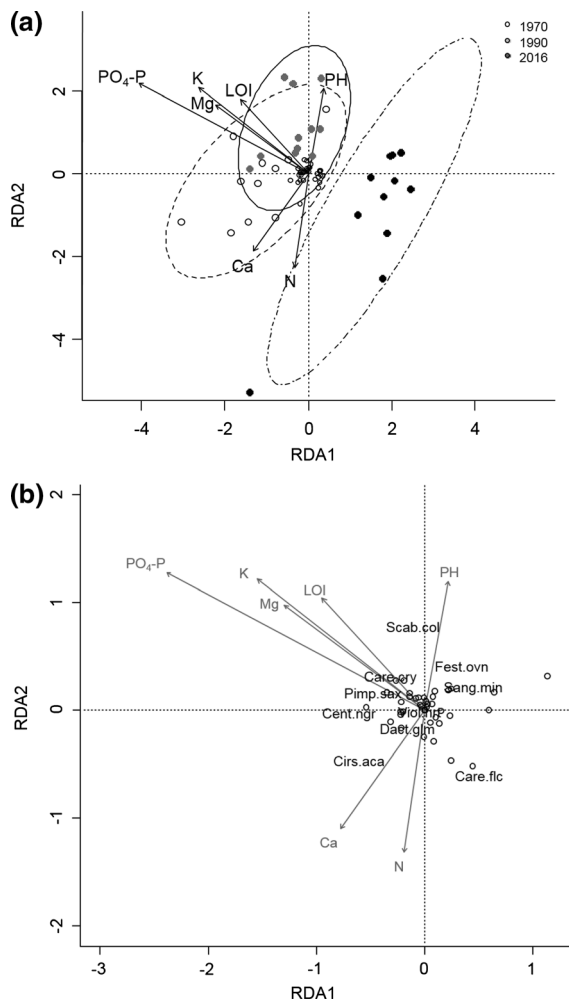 (a)
1970
1990
2016
PO4-P
K
Mg
LOI
PH
Ca
N
RDA2
2
0
-2
-4
-4
-2
0
2
4
RDA1
(b)
PO4-P
K
Mg
LOI
PH
Scab.col
Fest.ovn
Care.cry
Sang.min
Pimp.sax
Cent.ngr
Dact.glm
Cirs.aca
Care.flc
Ca
N
RDA2
2
1
0
-1
-2
-3
-2
-1
0
1
RDA1